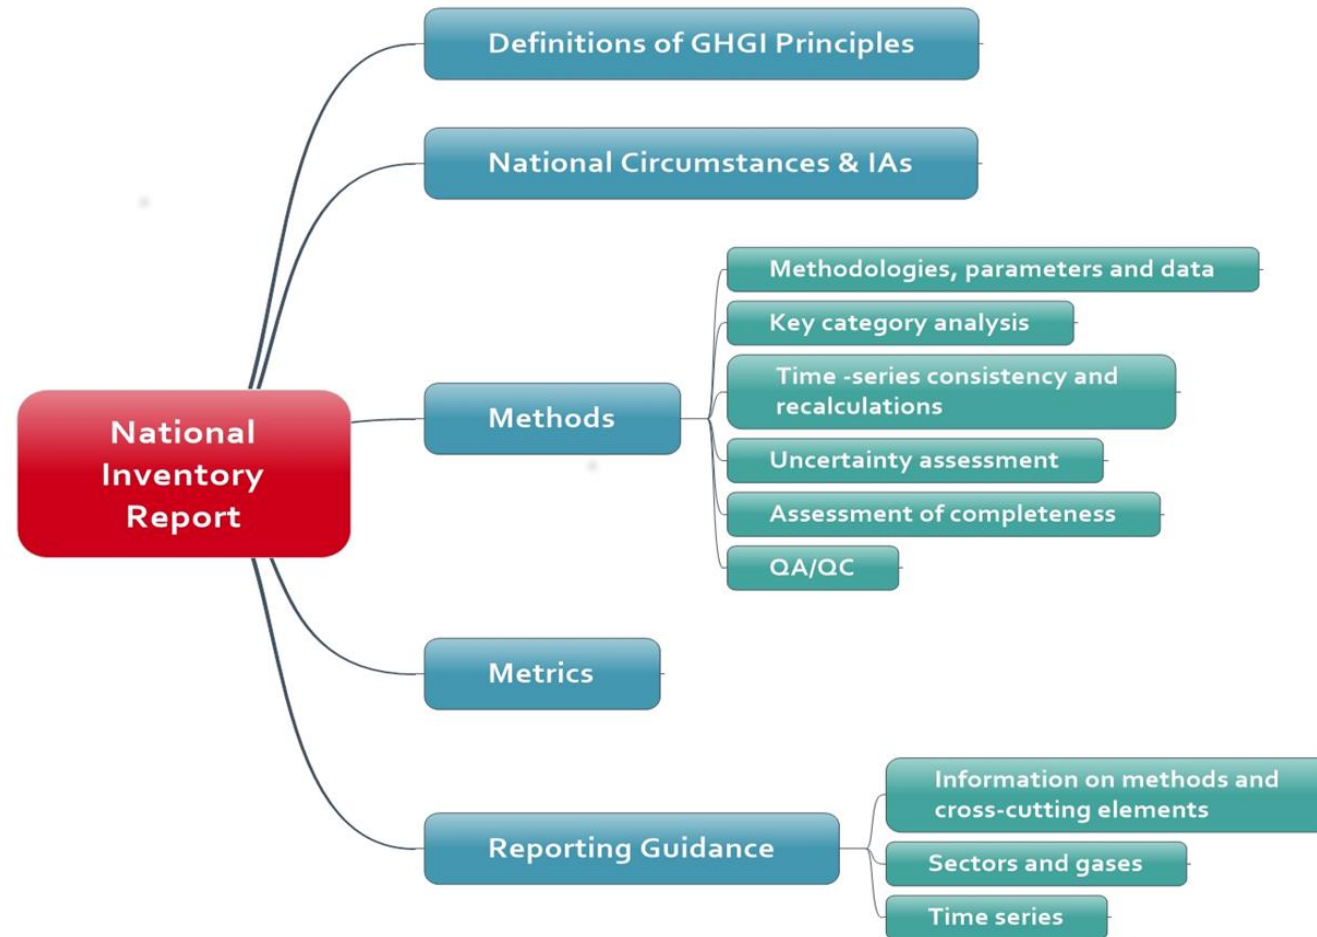 Definitions of GHGI Principles
National Circumstances & IAs
Methodologies, parameters and data
Key category analysis
Time -series consistency and
recalculations
Methods
Uncertainty assessment
Assessment of completeness
QA/QC
National
Inventory
Report
Metrics
Information on methods and
cross-cutting elements
Reporting Guidance
Sectors and gases
Time series